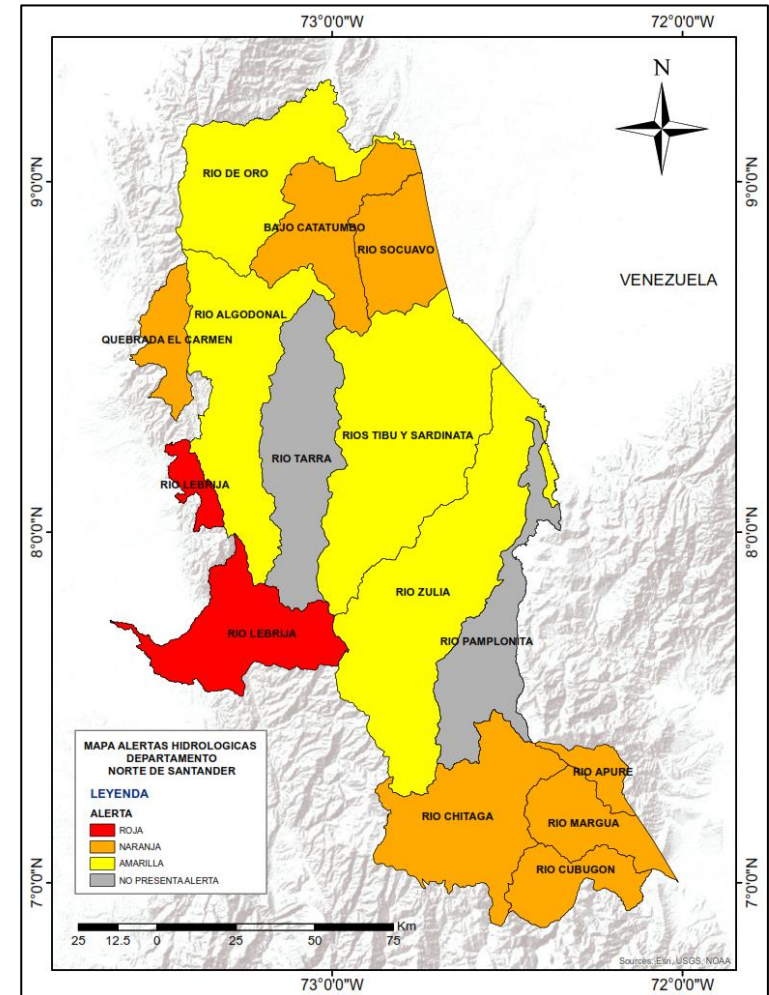 73°0'0"W
72°0'0"W
N
9°0'0"N
9°0'0"N
RIO DE ORO
BAJO CATATUMBO
RIO SOCUAVO
VENEZUELA
RIO ALGODONAL
QUEBRADA EL CARMEN
RIOS TIBU Y SARDINATA
RIO TARRA
RIO LEBRIJA
8°0'0"N
8°0'0"N
RIO ZULIA
RIO LEBRIJA
RIO PAMPLONITA
MAPA ALERTAS HIDROLOGICAS
DEPARTAMENTO
NORTE DE SANTANDER
LEYENDA
ALERTA
ROJA
NARANJA
AMARILLA
NO PRESENTA ALERTA
RIO APURE
RIO CHITAGA
RIO MARGUA
RIO CUBUGON
7°0'0"N
7°0'0"N
Km
25 12.5 0 25 50 75
Sources: Esri, USGS, NOAA
73°0'0"W
72°0'0"W